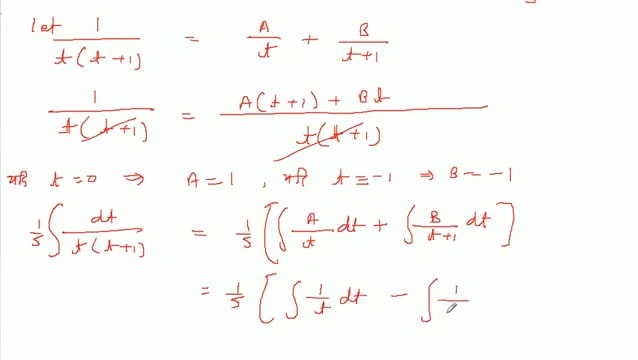 let 1/(t(t+1)) = A/t + B/(t+1)
1/(t(t+1)) = (A(t+1) + Bt)/(t(t+1))
यदि t=0 ⇒ A=1, यदि t=-1 ⇒ B=-1
1/5 ∫ dt/(t(t+1)) = 1/5 [ ∫ A/t dt + ∫ B/(t+1) dt ]
= 1/5 [ ∫ 1/t dt - ∫ 1/